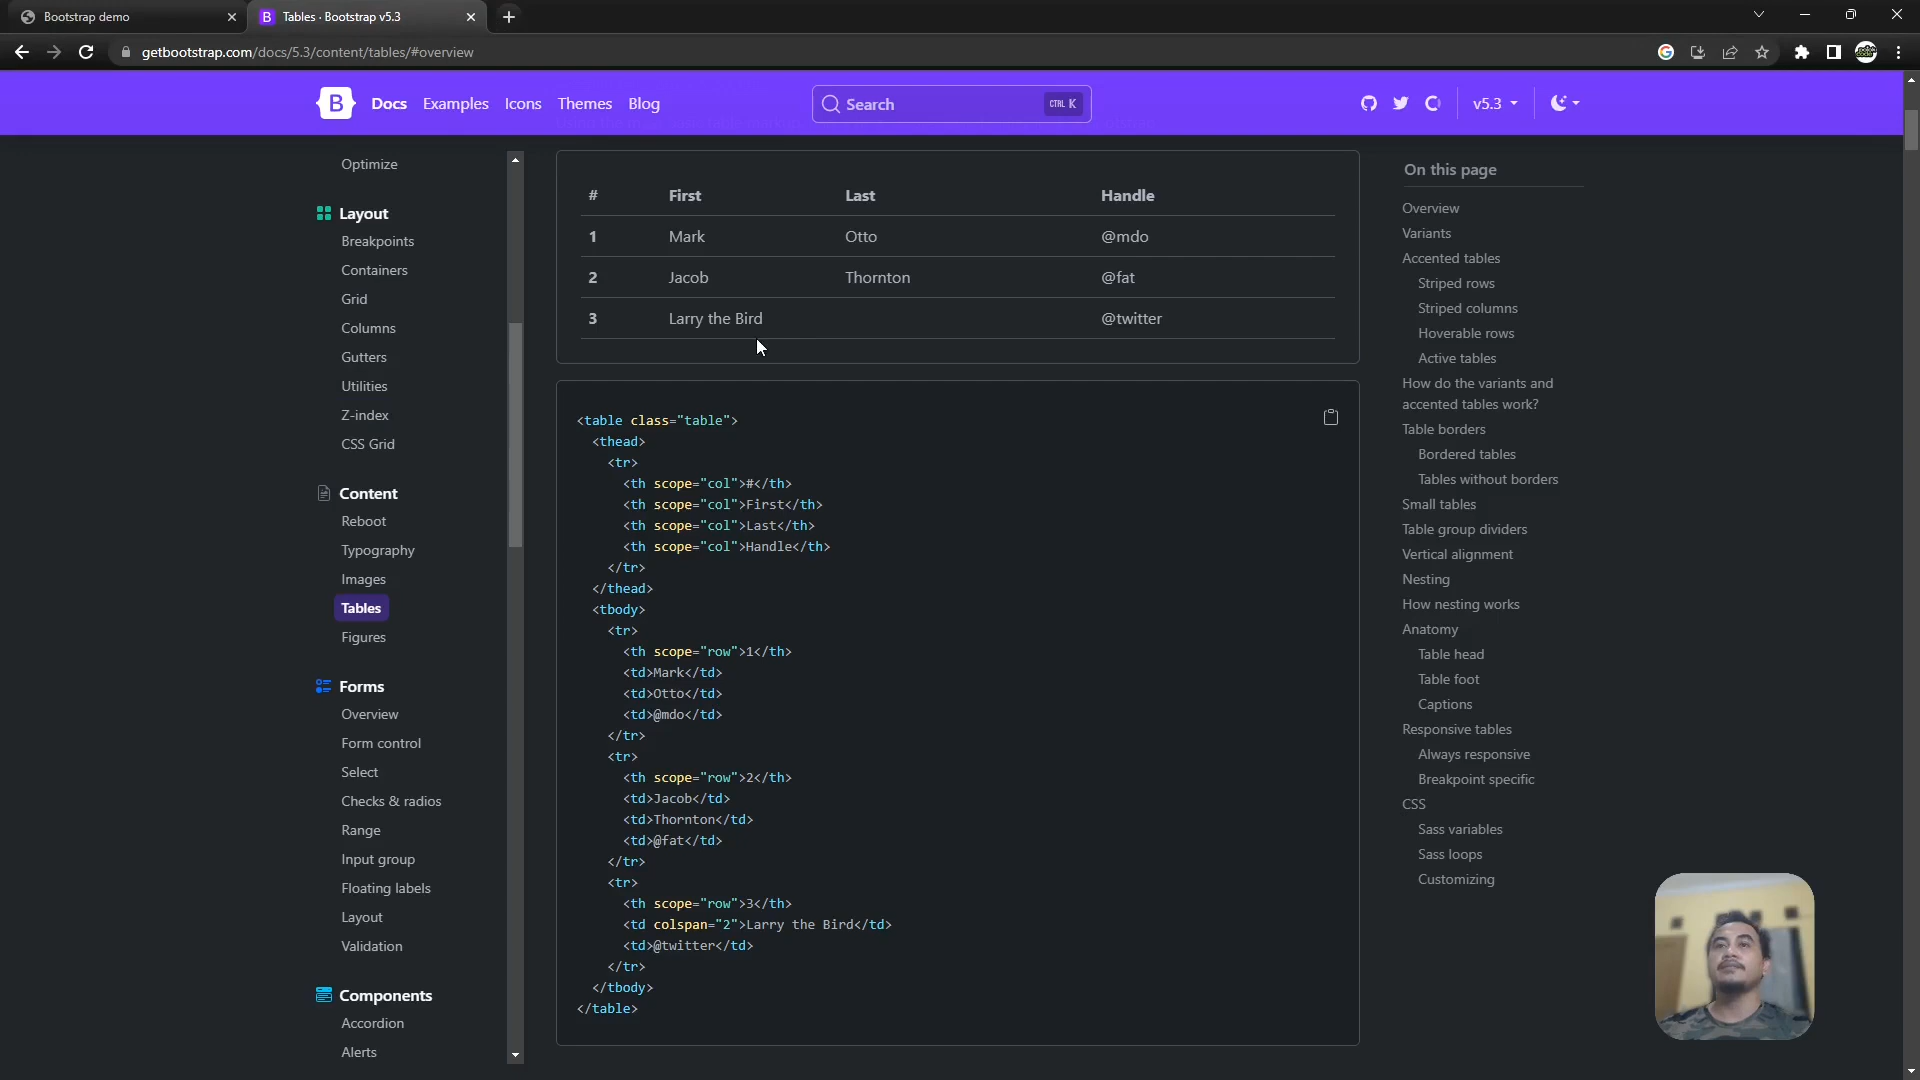 Bootstrap demo
B Tables · Bootstrap v5.3
getbootstrap.com/docs/5.3/content/tables/#overview
B Docs Examples Icons Themes Blog
Search
CTRL K
v5.3
Optimize
Layout
Breakpoints
Containers
Grid
Columns
Gutters
Utilities
Z-index
CSS Grid
Content
Reboot
Typography
Images
Tables
Figures
Forms
Overview
Form control
Select
Checks & radios
Range
Input group
Floating labels
Layout
Validation
Components
Accordion
Alerts
# First Last Handle
1 Mark Otto @mdo
2 Jacob Thornton @fat
3 Larry the Bird @twitter
<table class="table">
<thead>
<tr>
<th scope="col">#</th>
<th scope="col">First</th>
<th scope="col">Last</th>
<th scope="col">Handle</th>
</tr>
</thead>
<tbody>
<tr>
<th scope="row">1</th>
<td>Mark</td>
<td>Otto</td>
<td>@mdo</td>
</tr>
<tr>
<th scope="row">2</th>
<td>Jacob</td>
<td>Thornton</td>
<td>@fat</td>
</tr>
<tr>
<th scope="row">3</th>
<td colspan="2">Larry the Bird</td>
<td>@twitter</td>
</tr>
</tbody>
</table>
On this page
Overview
Variants
Accented tables
Striped rows
Striped columns
Hoverable rows
Active tables
How do the variants and
accented tables work?
Table borders
Bordered tables
Tables without borders
Small tables
Table group dividers
Vertical alignment
Nesting
How nesting works
Anatomy
Table head
Table foot
Captions
Responsive tables
Always responsive
Breakpoint specific
CSS
Sass variables
Sass loops
Customizing